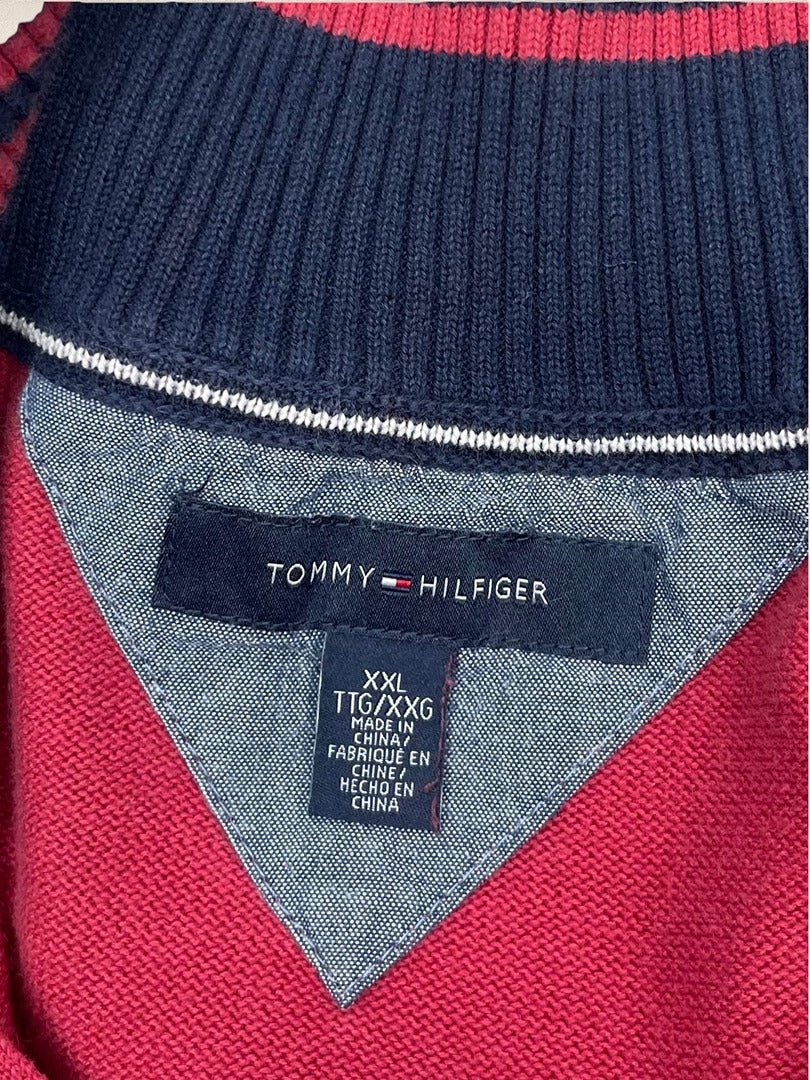 TOMMY HILFIGER
XXL
TTG/XXG
MADE IN
CHINA/
FABRIQUÉ EN
CHINE/
HECHO EN
CHINA